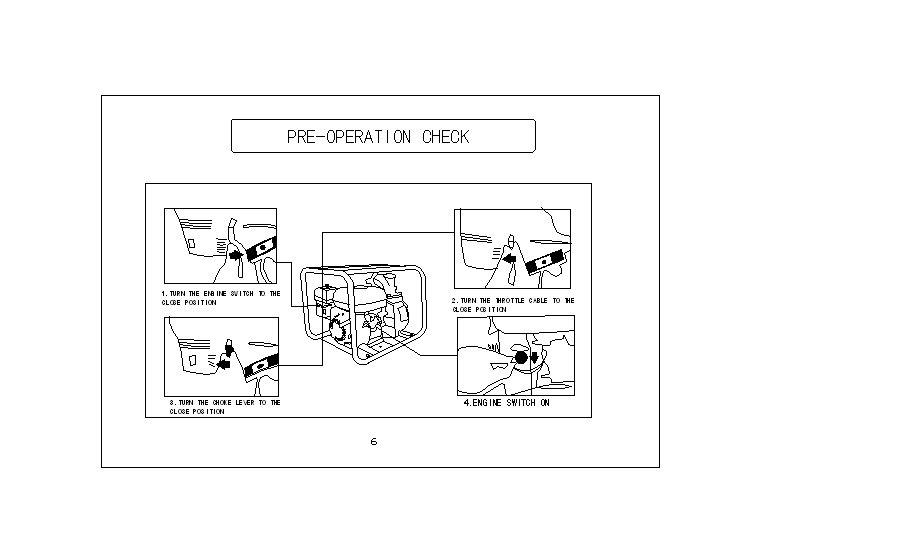 PRE-OPERATION CHECK
1. TURN THE ENGINE SWITCH TO THE
CLOSE POSITION
2. TURN THE THROTTLE CABLE TO THE
CLOSE POSITION
3. TURN THE CHOKE LEVER TO THE
CLOSE POSITION
4. ENGINE SWITCH ON
6